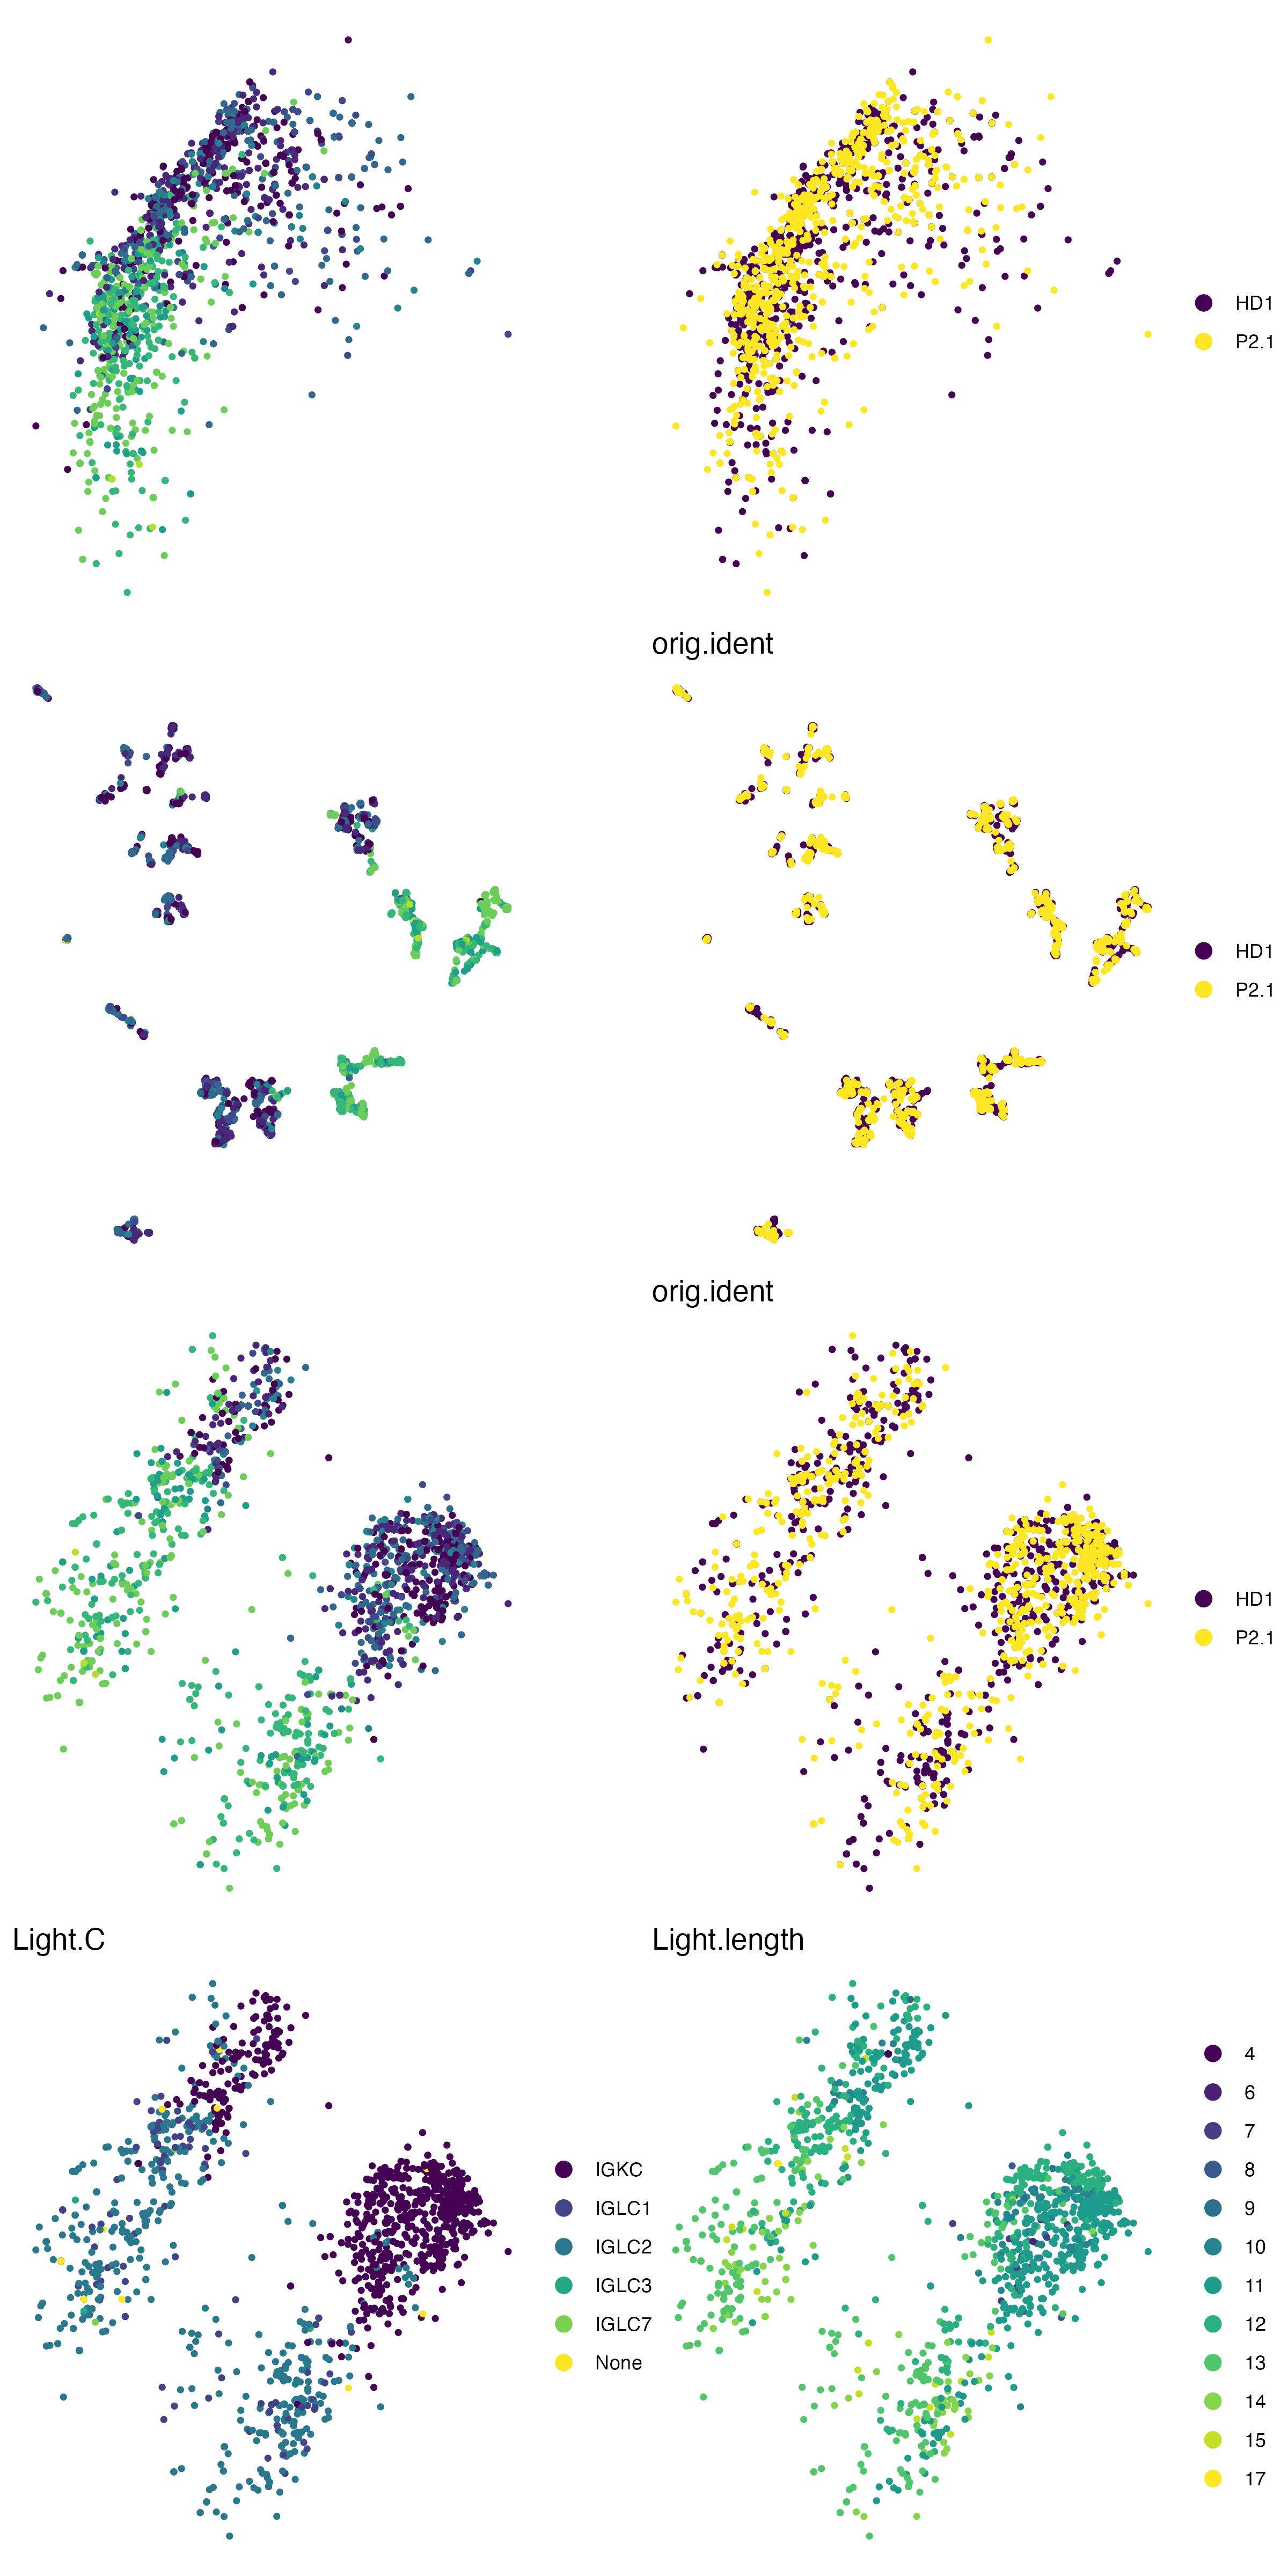 HD1
P2.1
orig.ident
HD1
P2.1
orig.ident
HD1
P2.1
Light.C
IGKC
IGLC1
IGLC2
IGLC3
IGLC7
None
Light.length
4
6
7
8
9
10
11
12
13
14
15
17